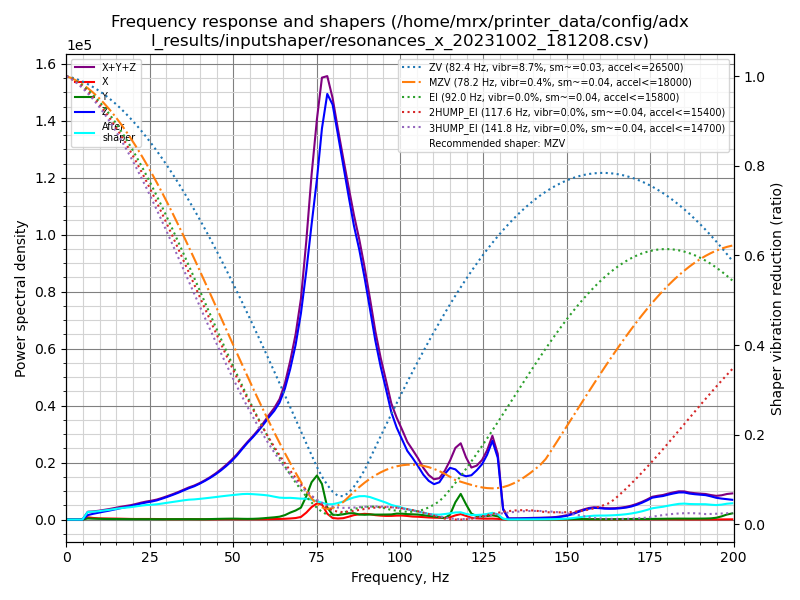 Frequency response and shapers (/home/mrx/printer_data/config/adx
l_results/inputshaper/resonances_x_20231002_181208.csv)
1e5
1.6
1.4
1.2
1.0
0.8
0.6
0.4
0.2
0.0
Power spectral density
X+Y+Z
X
Y
Z
After
shaper
ZV (82.4 Hz, vibr=8.7%, sm~=0.03, accel<=26500)
MZV (78.2 Hz, vibr=0.4%, sm~=0.04, accel<=18000)
EI (92.0 Hz, vibr=0.0%, sm~=0.04, accel<=15800)
2HUMP_EI (117.6 Hz, vibr=0.0%, sm~=0.04, accel<=15400)
3HUMP_EI (141.8 Hz, vibr=0.0%, sm~=0.04, accel<=14700)
Recommended shaper: MZV
1.0
0.8
0.6
0.4
0.2
0.0
Shaper vibration reduction (ratio)
0 25 50 75 100 125 150 175 200
Frequency, Hz